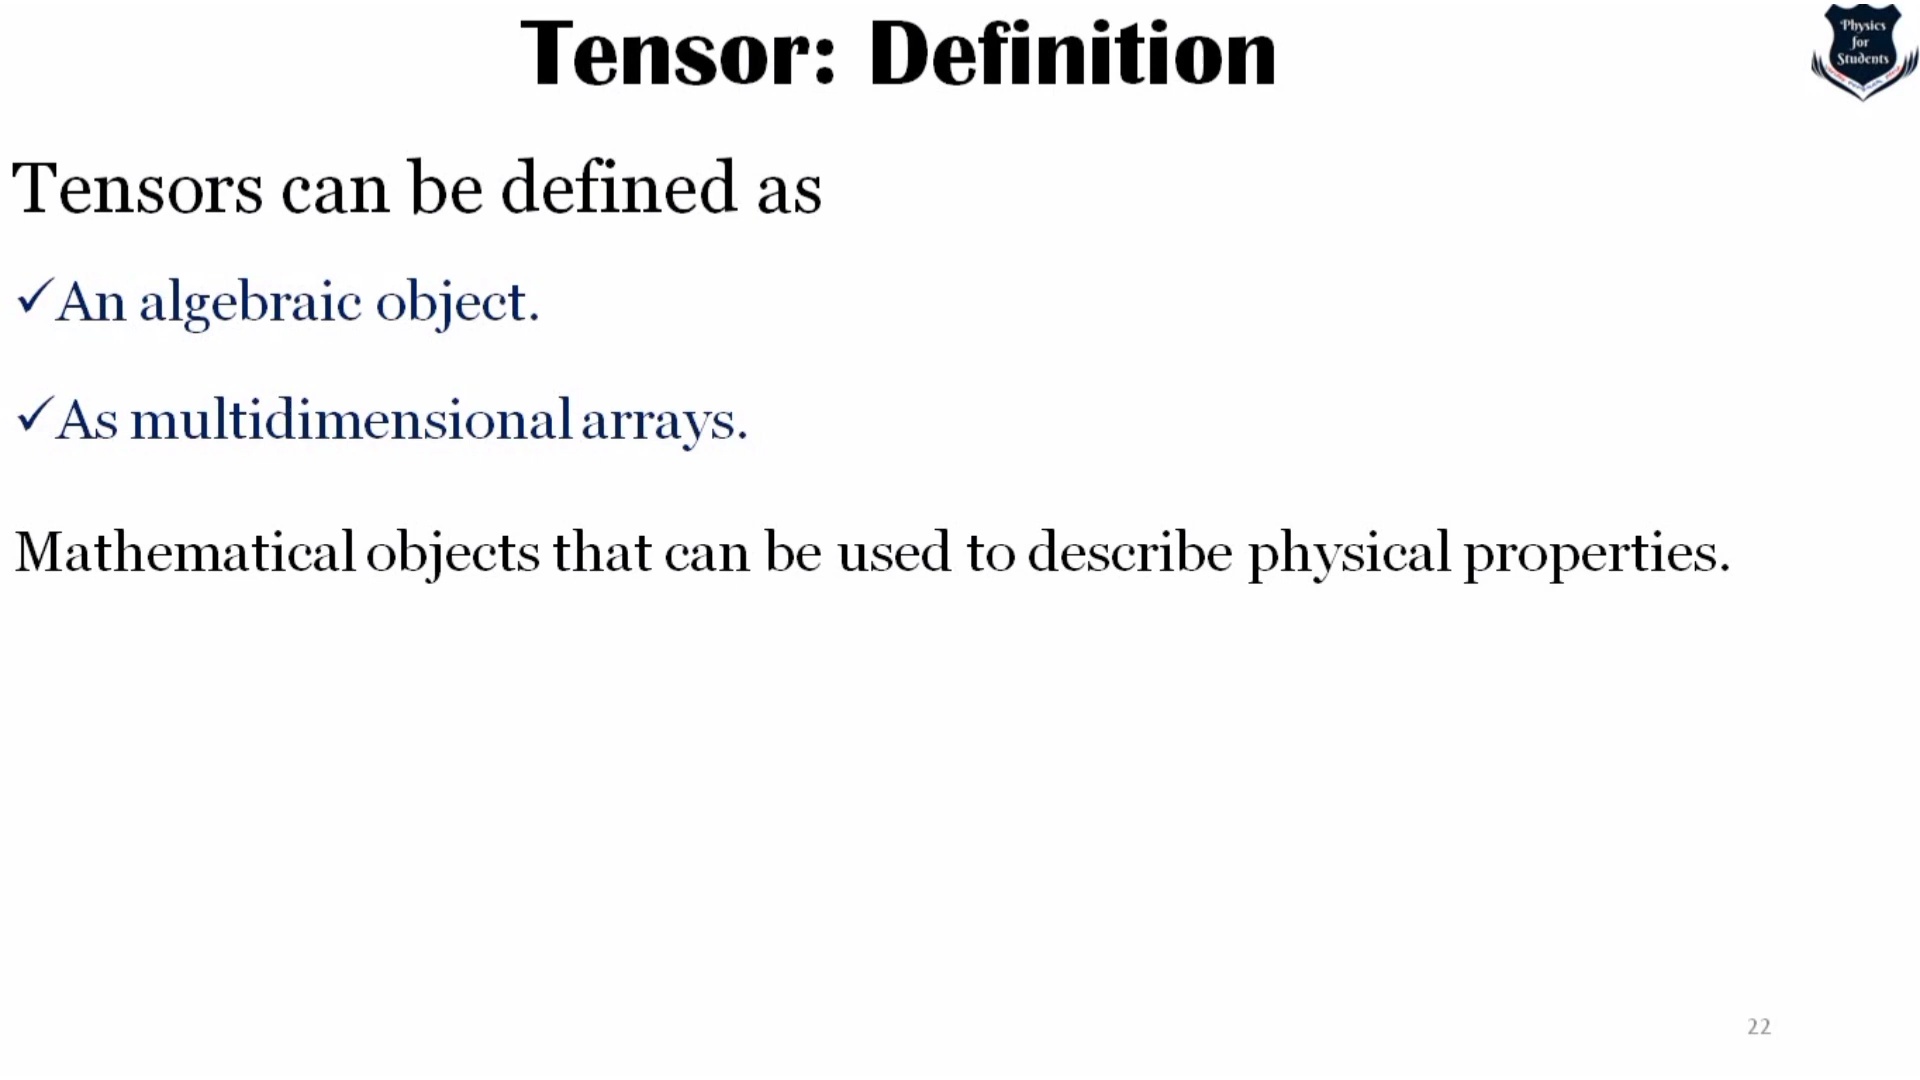 Tensor: Definition
Physics
for
Students
Tensors can be defined as
✓An algebraic object.
✓As multidimensional arrays.
Mathematical objects that can be used to describe physical properties.
22